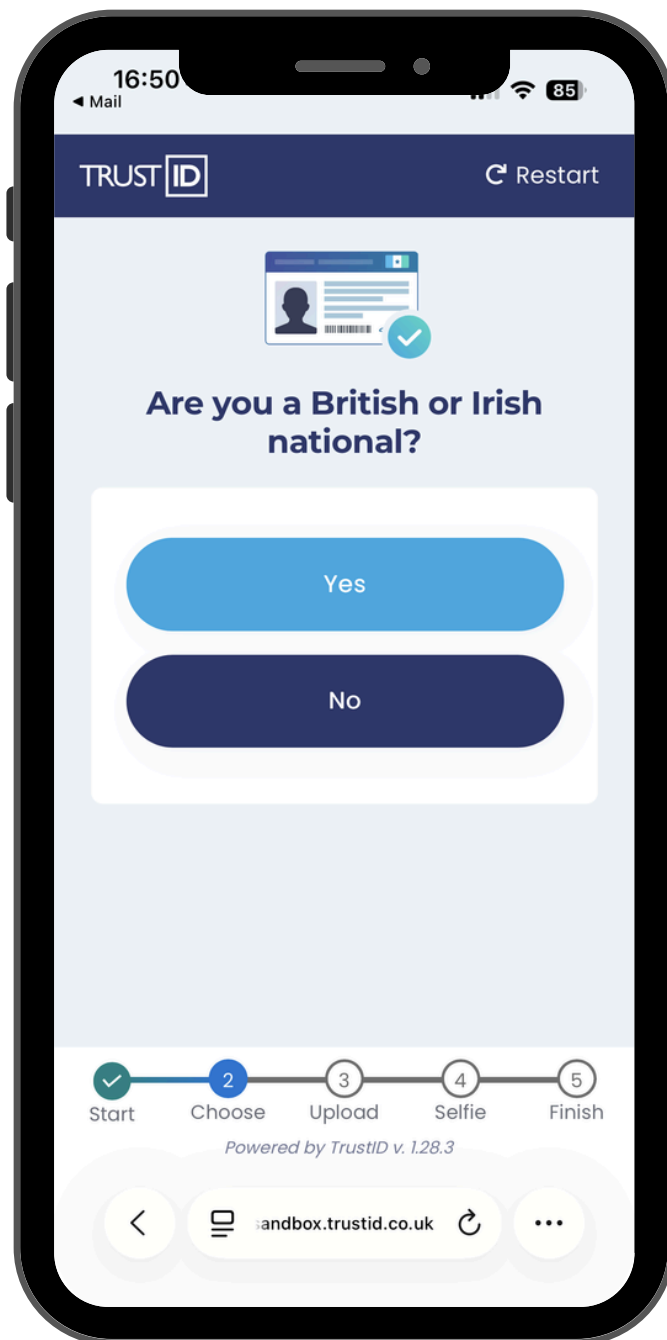 16:50
85
◀ Mail
TRUST ID
Restart
Are you a British or Irish
national?
Yes
No
2
3
4
5
Start
Choose
Upload
Selfie
Finish
Powered by TrustID v. 1.28.3
andbox.trustid.co.uk